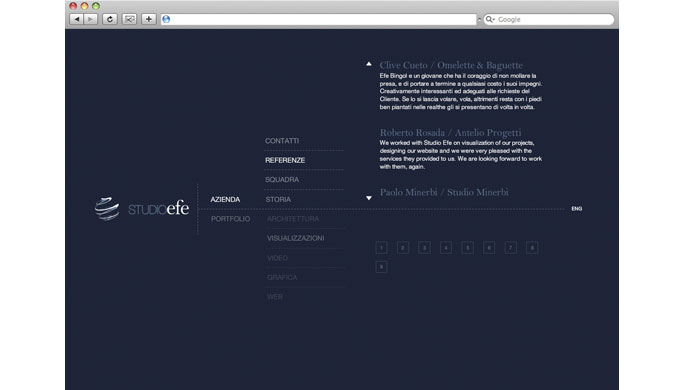 Google
Clive Cueto / Omelette & Baguette
Efe Bingol e un giovane che ha il coraggio di non mollare la
presa, e di portare a termine a qualsiasi costo i suoi impegni.
Creativamente interessanti ed adeguati alle richieste del
Cliente. Se lo si lascia volare, vola, altrimenti resta con i piedi
ben piantati nelle realthe gli si presentano di volta in volta.
Roberto Rosada / Antelio Progetti
We worked with Studio Efe on visualization of our projects,
designing our website and we were very pleased with the
services they provided to us. We are looking forward to work
with them, again.
Paolo Minerbi / Studio Minerbi
CONTATTI
REFERENZE
SQUADRA
STORIA
AZIENDA
STUDIOefe
ENG
PORTFOLIO
ARCHITETTURA
VISUALIZZAZIONI
VIDEO
GRAFICA
WEB
1 2 3 4 5 6 7 8
9